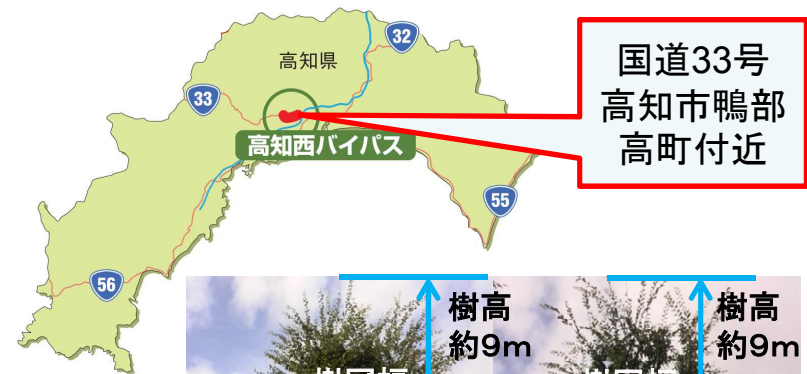 32
高知県
33
国道33号
高知市鴨部
高町付近
高知西バイパス
55
56
樹高
約9m
樹高
約9m